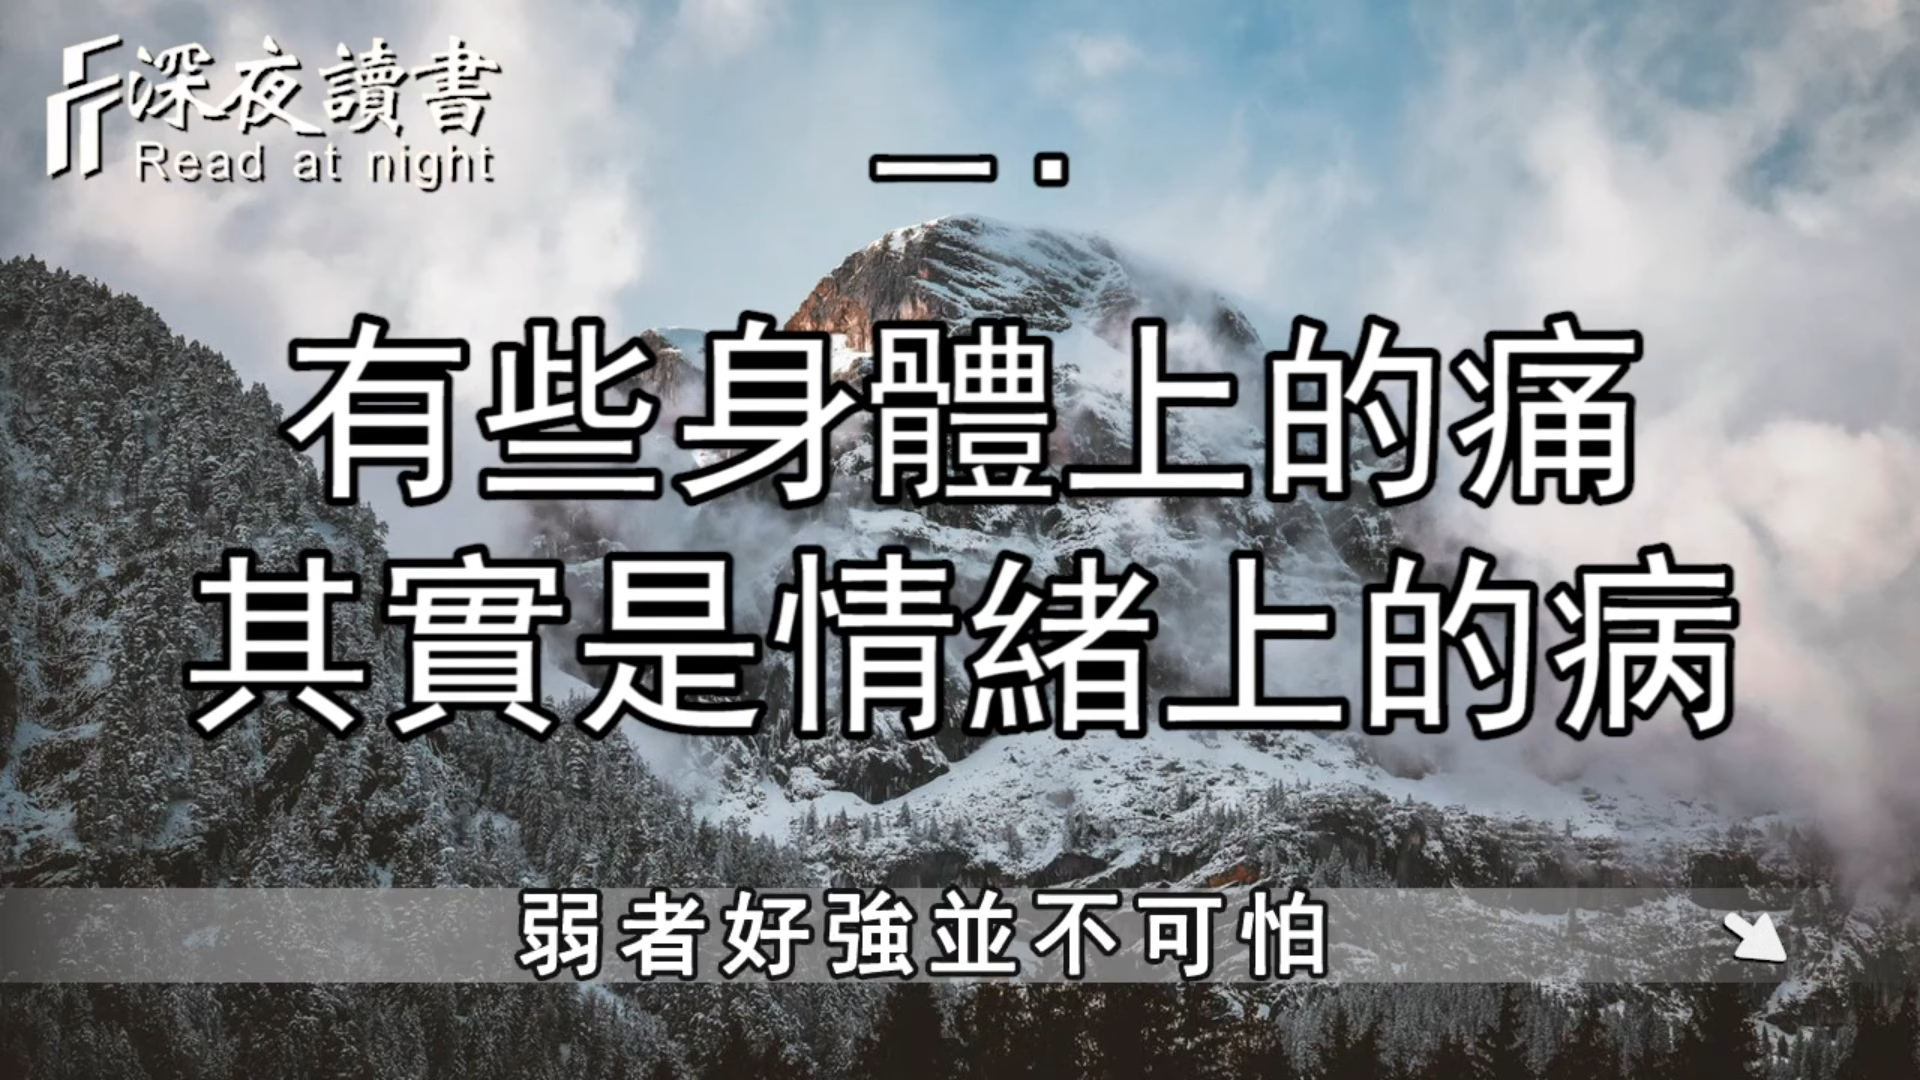 深夜讀書
Read at night
一·
有些身體上的痛
其實是情緒上的病
弱者好強並不可怕